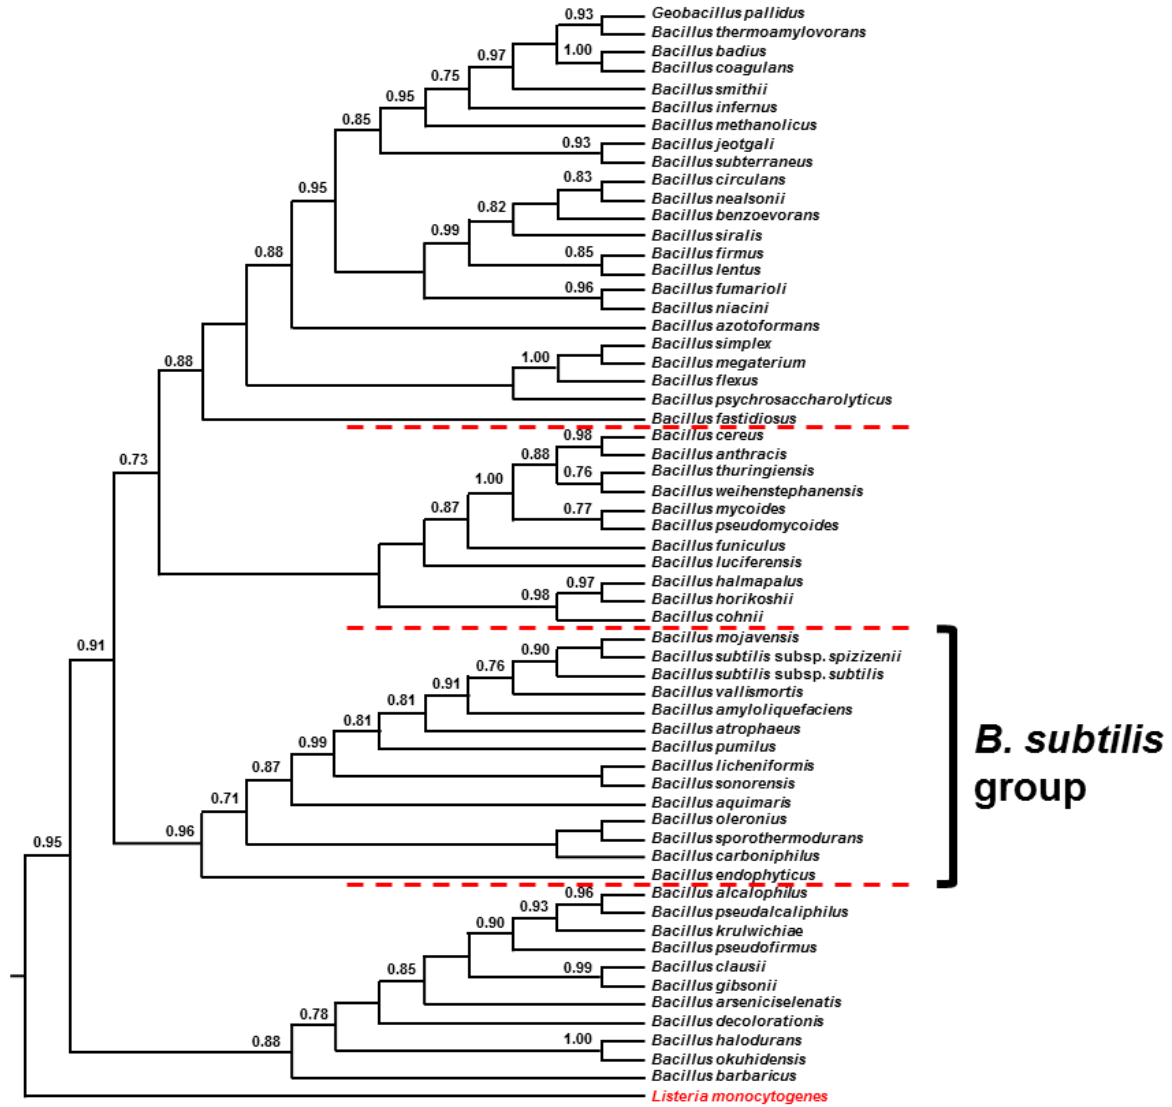 0.93 Geobacillus pallidus
Bacillus thermoamylovorans
1.00 Bacillus badius
0.97 Bacillus coagulans
0.75 Bacillus smithii
0.95 Bacillus infernus
0.85 Bacillus methanolicus
0.93 Bacillus jeotgali
Bacillus subterraneus
0.83 Bacillus circulans
0.95 Bacillus nealsonii
0.82 Bacillus benzoevorans
0.99 Bacillus siralis
0.88 0.85 Bacillus firmus
Bacillus lentus
0.96 Bacillus fumarioli
Bacillus niacini
Bacillus azotoformans
Bacillus simplex
0.88 1.00 Bacillus megaterium
Bacillus flexus
Bacillus psychrosaccharolyticus
Bacillus fastidiosus
0.98 Bacillus cereus
0.88 Bacillus anthracis
0.73 0.76 Bacillus thuringiensis
1.00 Bacillus weihenstephanensis
0.87 0.77 Bacillus mycoides
Bacillus pseudomycoides
Bacillus funiculus
Bacillus luciferensis
0.97 Bacillus halmapalus
0.98 Bacillus horikoshii
Bacillus cohnii
0.91 Bacillus mojavensis
0.90 Bacillus subtilis subsp. spizizenii
0.76 Bacillus subtilis subsp. subtilis
0.91 Bacillus vallismortis
0.81 Bacillus amyloliquefaciens
0.81 Bacillus atrophaeus
0.99 Bacillus pumilus
0.87 Bacillus licheniformis
Bacillus sonorensis
0.71 Bacillus aquimaris
Bacillus oleronius
0.96 Bacillus sporothermodurans
0.95 Bacillus carboniphilus
Bacillus endophyticus
B. subtilis
group
0.96 Bacillus alcalophilus
0.93 Bacillus pseudalcaliphilus
0.90 Bacillus krulwichiae
Bacillus pseudofirmus
0.85 0.99 Bacillus clausii
Bacillus gibsonii
Bacillus arseniciselenatis
0.78 Bacillus decolorationis
0.88 1.00 Bacillus halodurans
Bacillus okuhidensis
Bacillus barbaricus
Listeria monocytogenes